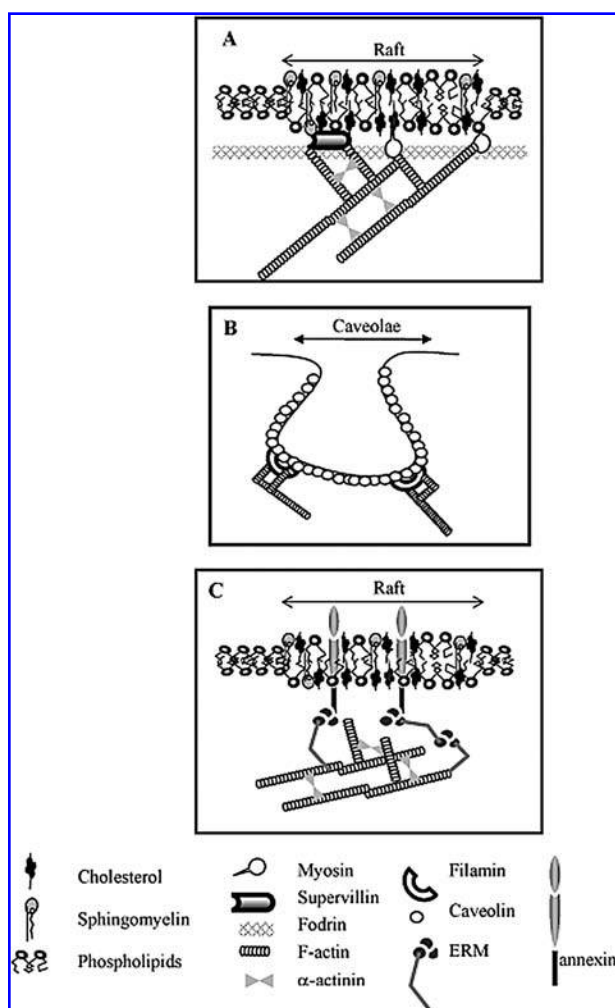 A
Raft
B
Caveolae
C
Raft
Cholesterol
Sphingomyelin
Phospholipids
Myosin
Supervillin
Fodrin
F-actin
α-actinin
Filamin
Caveolin
ERM
annexin